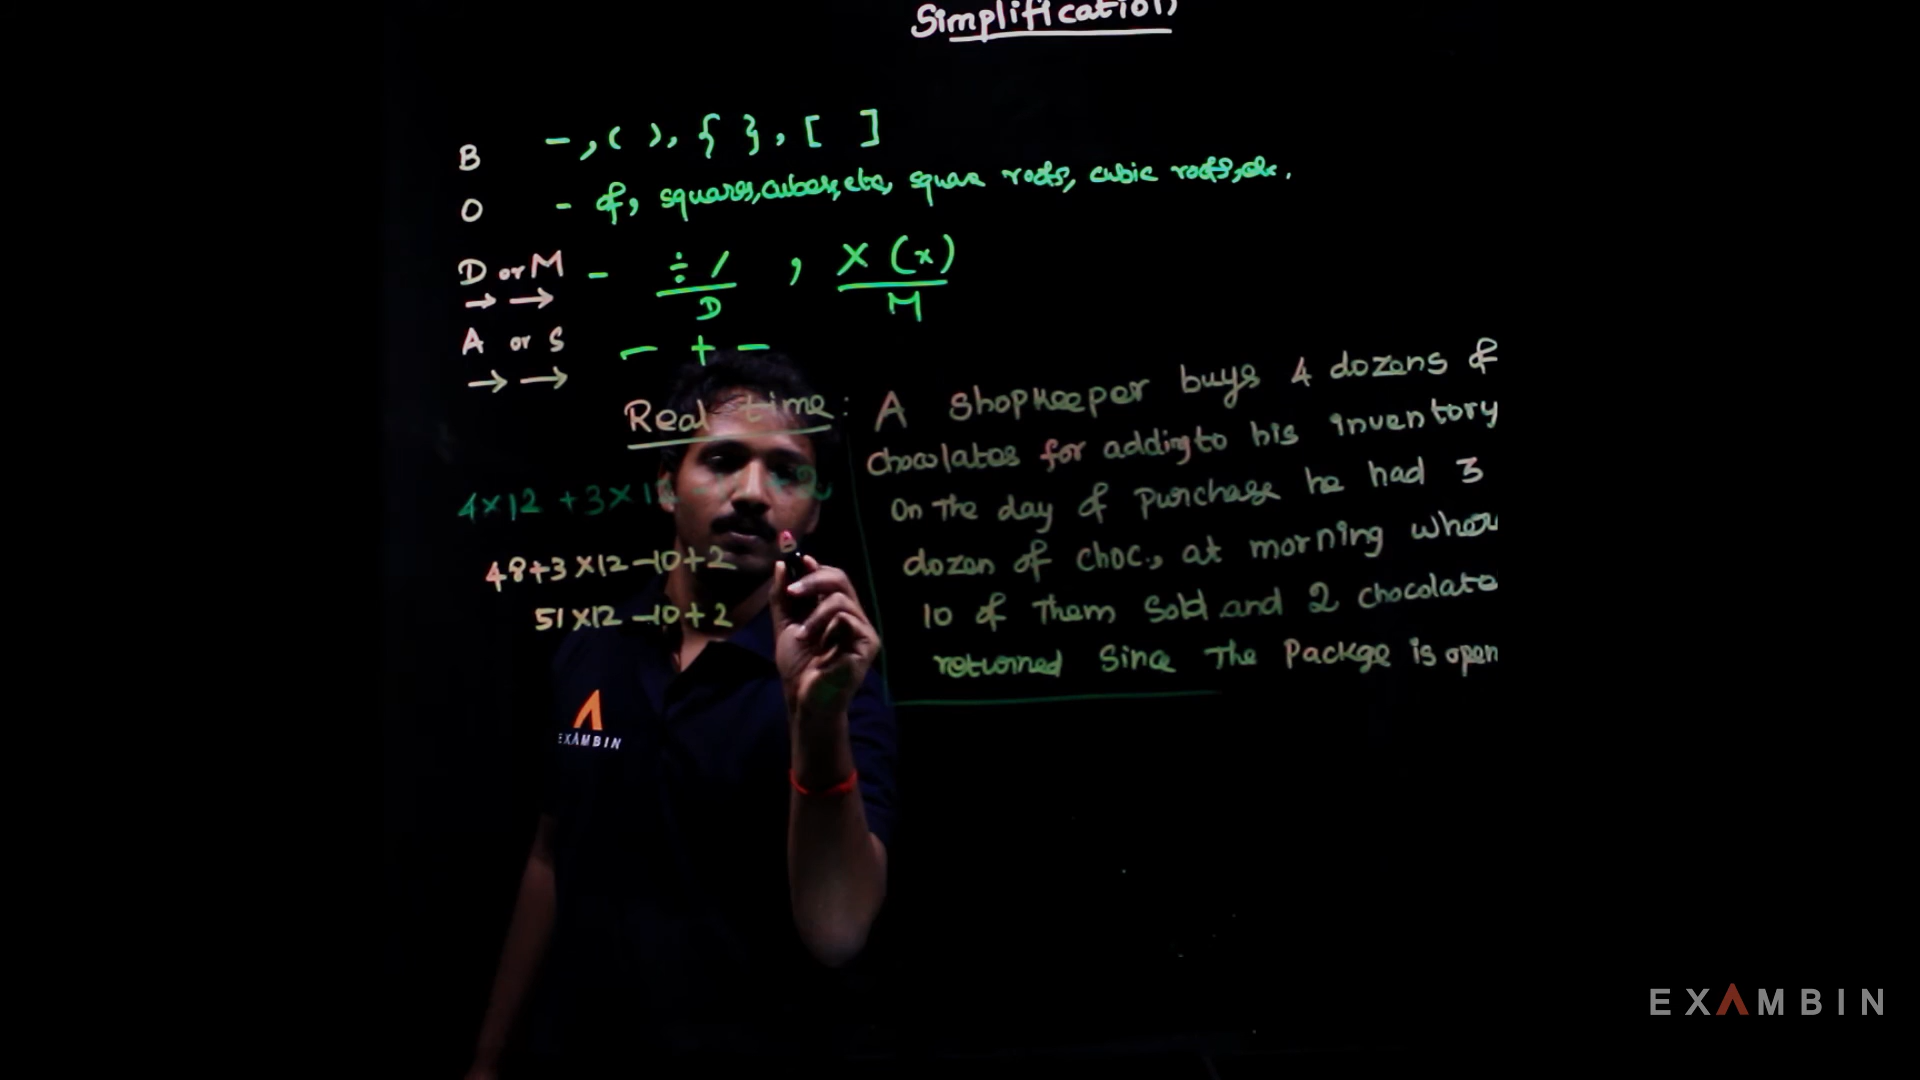 Simplification
B - , ( ), { }, [ ]
O - of, squares, cubes, etc, square roots, cubic roots, etc.
D or M - ÷ / , X (x)
→ → D M
A or S - + -
→ →
Real time : A Shopkeeper buys 4 dozens of
chocolates for adding to his inventory
4×12 +3×1
On The day of purchase he had 3
48+3×12-10+2
dozen of choc., at morning when
51×12-10+2
10 of Them Sold and 2 chocolate
returned Since The Packge is open
EXAMBIN
EXAMBIN